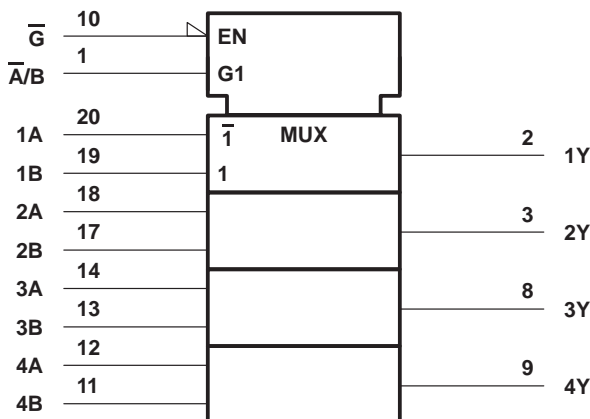 G̅ 10 EN
A̅/B 1 G1
1A 20 1̅ MUX
2 1Y
1B 19 1
2A 18
3 2Y
2B 17
3A 14
8 3Y
3B 13
4A 12
9 4Y
4B 11